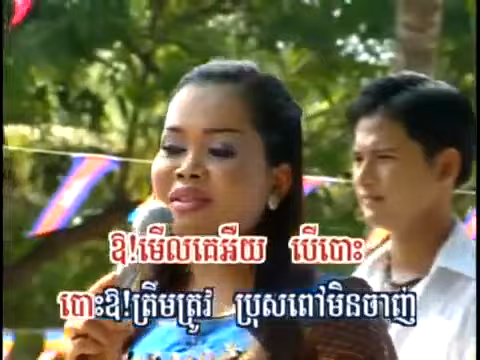 ឱ!មើលគេអឺយ បើបោះ
បោះឱ!ត្រឹមត្រូវ ប្រុសពៅមិនចាញ់